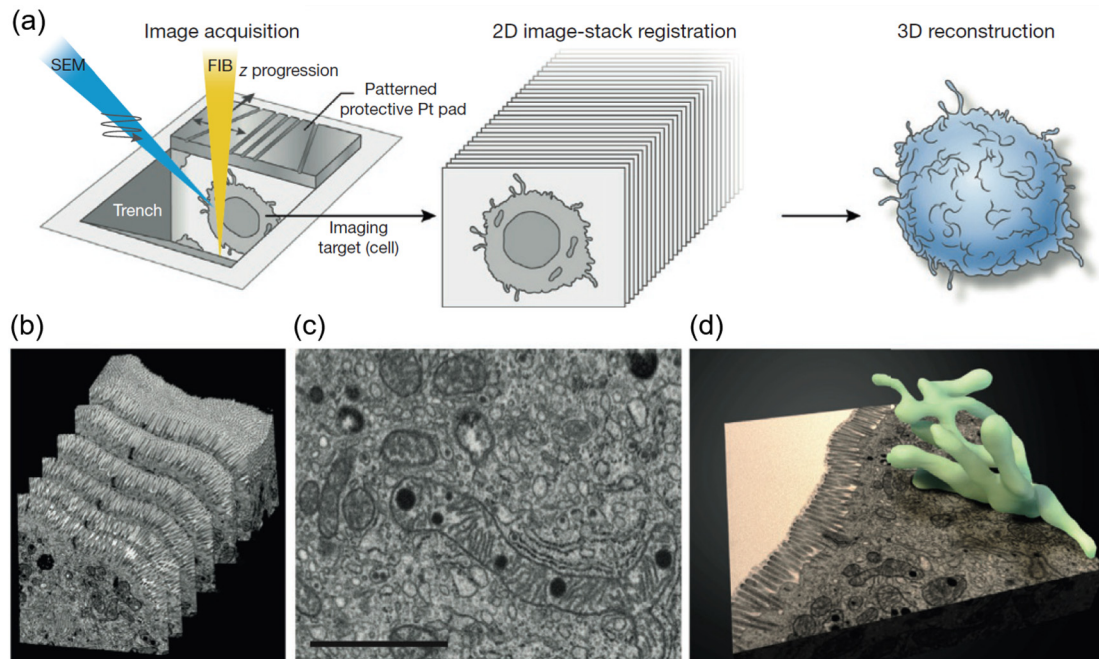 (a)
Image acquisition
2D image-stack registration
3D reconstruction
SEM
FIB
z progression
Patterned
protective Pt pad
Trench
Imaging
target (cell)
(b)
(c)
(d)